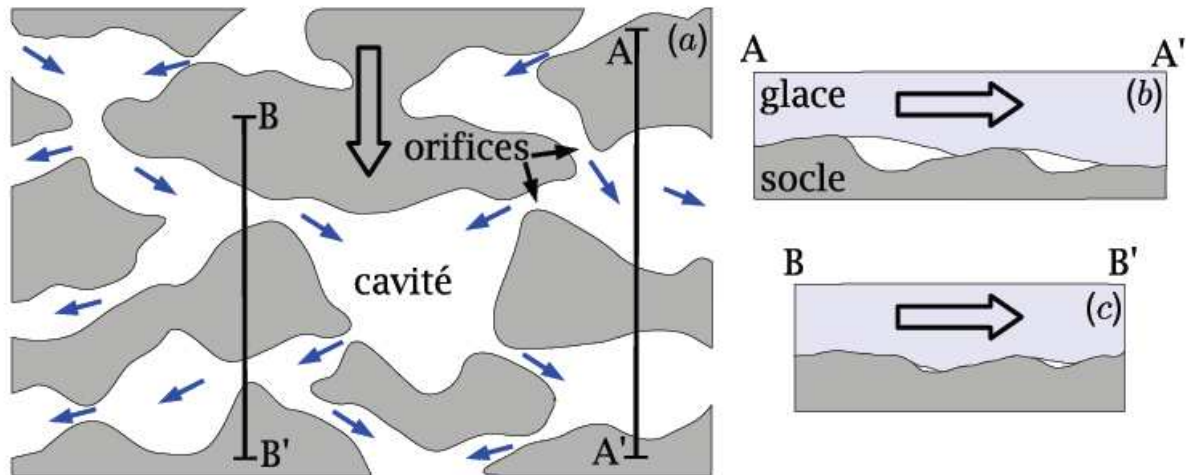 (a)
A
B
orifices
cavité
B'
A'
A
A'
glace
(b)
socle
B
B'
(c)